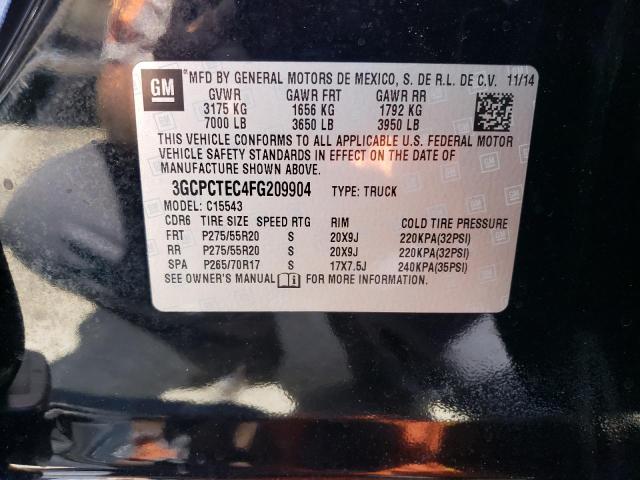 GM ® MFD BY GENERAL MOTORS DE MEXICO, S. DE R.L. DE C.V. 11/14
GVWR GAWR FRT GAWR RR
3175 KG 1656 KG 1792 KG
7000 LB 3650 LB 3950 LB
THIS VEHICLE CONFORMS TO ALL APPLICABLE U.S. FEDERAL MOTOR
VEHICLE SAFETY STANDARDS IN EFFECT ON THE DATE OF
MANUFACTURE SHOWN ABOVE.
3GCPCTEC4FG209904 TYPE: TRUCK
MODEL: C15543
CDR6 TIRE SIZE SPEED RTG RIM COLD TIRE PRESSURE
FRT P275/55R20 S 20X9J 220KPA(32PSI)
RR P275/55R20 S 20X9J 220KPA(32PSI)
SPA P265/70R17 S 17X7.5J 240KPA(35PSI)
SEE OWNER'S MANUAL FOR MORE INFORMATION.